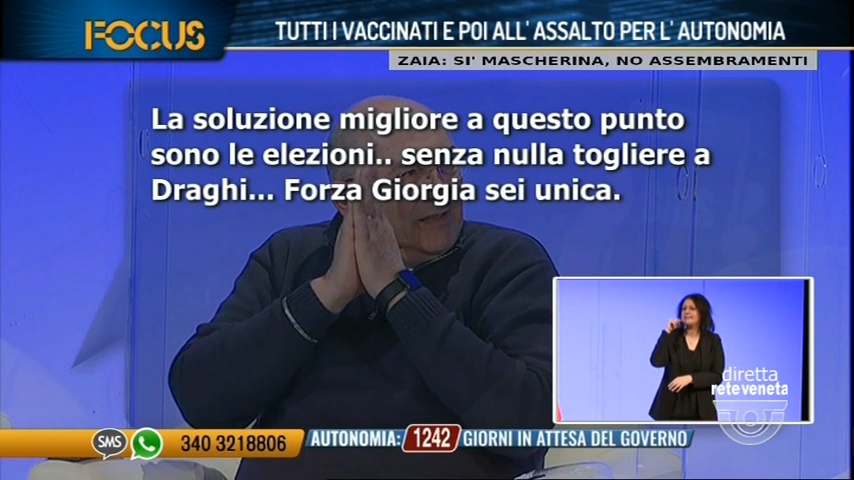 FOCUS
TUTTI I VACCINATI E POI ALL' ASSALTO PER L' AUTONOMIA
ZAIA: SI' MASCHERINA, NO ASSEMBRAMENTI
La soluzione migliore a questo punto
sono le elezioni.. senza nulla togliere a
Draghi... Forza Giorgia sei unica.
diretta
reteveneta
SMS 340 3218806 AUTONOMIA: 1242 GIORNI IN ATTESA DEL GOVERNO